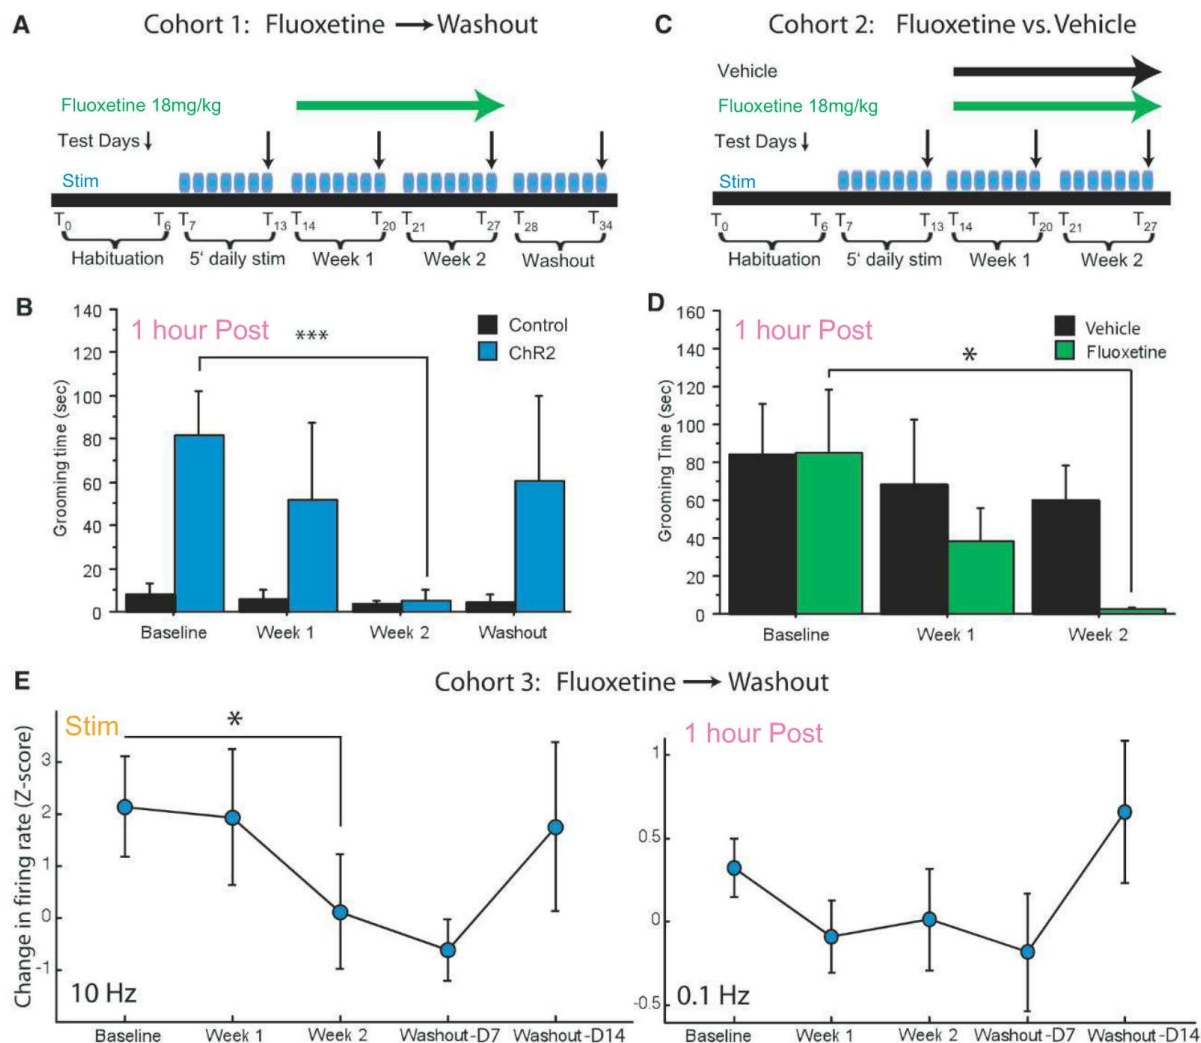 A
Cohort 1: Fluoxetine → Washout
Fluoxetine 18mg/kg
Test Days ↓
Stim
T0 T6 T7 T13 T14 T20 T21 T27 T28 T34
Habituation 5' daily stim Week 1 Week 2 Washout
C
Cohort 2: Fluoxetine vs. Vehicle
Vehicle
Fluoxetine 18mg/kg
Test Days ↓
Stim
T0 T6 T7 T13 T14 T20 T21 T27
Habituation 5' daily stim Week 1 Week 2
B
1 hour Post
***
Control
ChR2
Grooming time (sec)
140
120
100
80
60
40
20
0
Baseline Week 1 Week 2 Washout
D
1 hour Post
*
Vehicle
Fluoxetine
Grooming Time (sec)
160
140
120
100
80
60
40
20
0
Baseline Week 1 Week 2
E
Cohort 3: Fluoxetine → Washout
Stim
*
Change in firing rate (Z-score)
3
2
1
0
-1
10 Hz
Baseline Week 1 Week 2 Washout-D7 Washout-D14
1 hour Post
1
0.5
0
-0.5
0.1 Hz
Baseline Week 1 Week 2 Washout-D7 Washout-D14